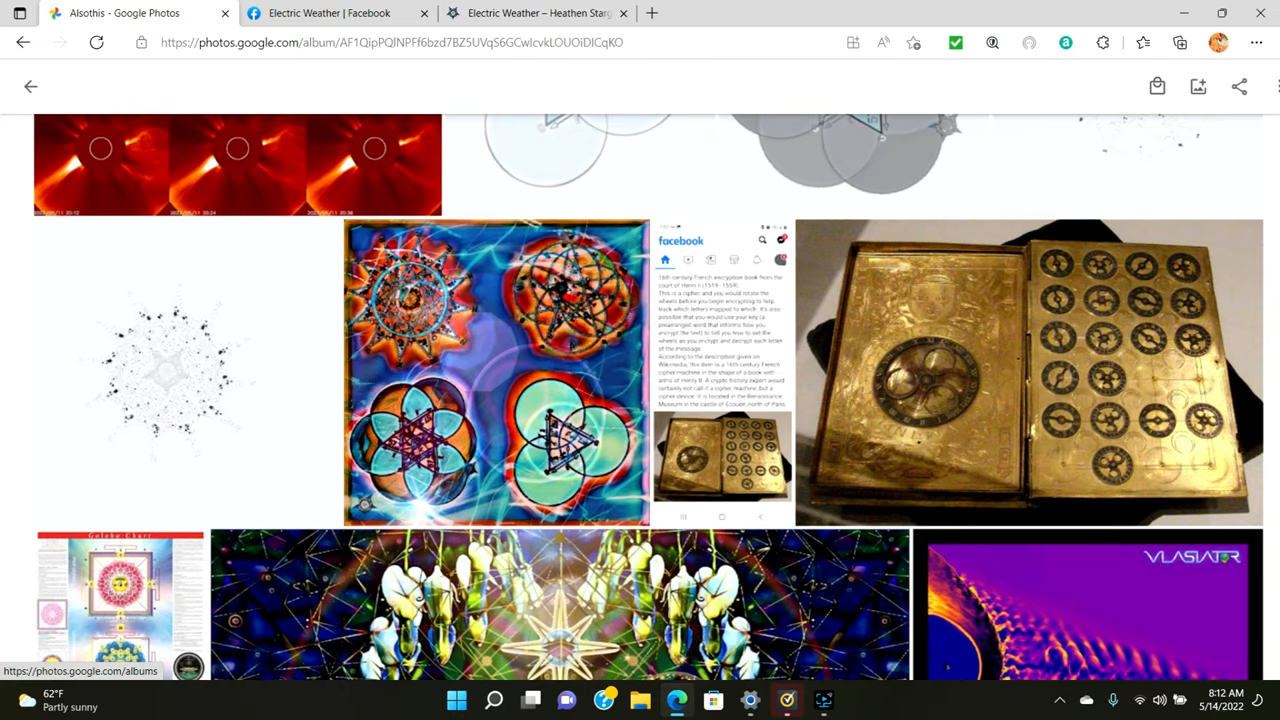 Alsothis - Google Photos
Electric Weather | Facebook
Electric Weather – Heathen Starg
https://photos.google.com/album/AF1QipPQlNPFf6bzd7BZ5UVqS6GCwIcvkLOUOiDICqKO
facebook
16th century French encryption book from the
court of Henri II (1519-1559)
This is a cipher and you would rotate the
wheels before you begin encrypting to help
track which letters mapped to which. It's also
possible that you would use your key (a
prearranged word that informs how you
encrypt the text) to tell you how to set the
wheels as you encrypt and decrypt each letter
of the message.
According to the description given on
Wikimedia, this item is a 16th century French
cipher machine in the shape of a book with
arms of Henri II. A crypto history expert would
certainly not call it a cipher machine, but a
cipher device. It is located in the Renaissance
Museum in the castle of Ecouen, north of Paris.
Golebe Chart
VLASIATOR
https://photos.google.com/albums
62°F
Partly sunny
8:12 AM
5/14/2022